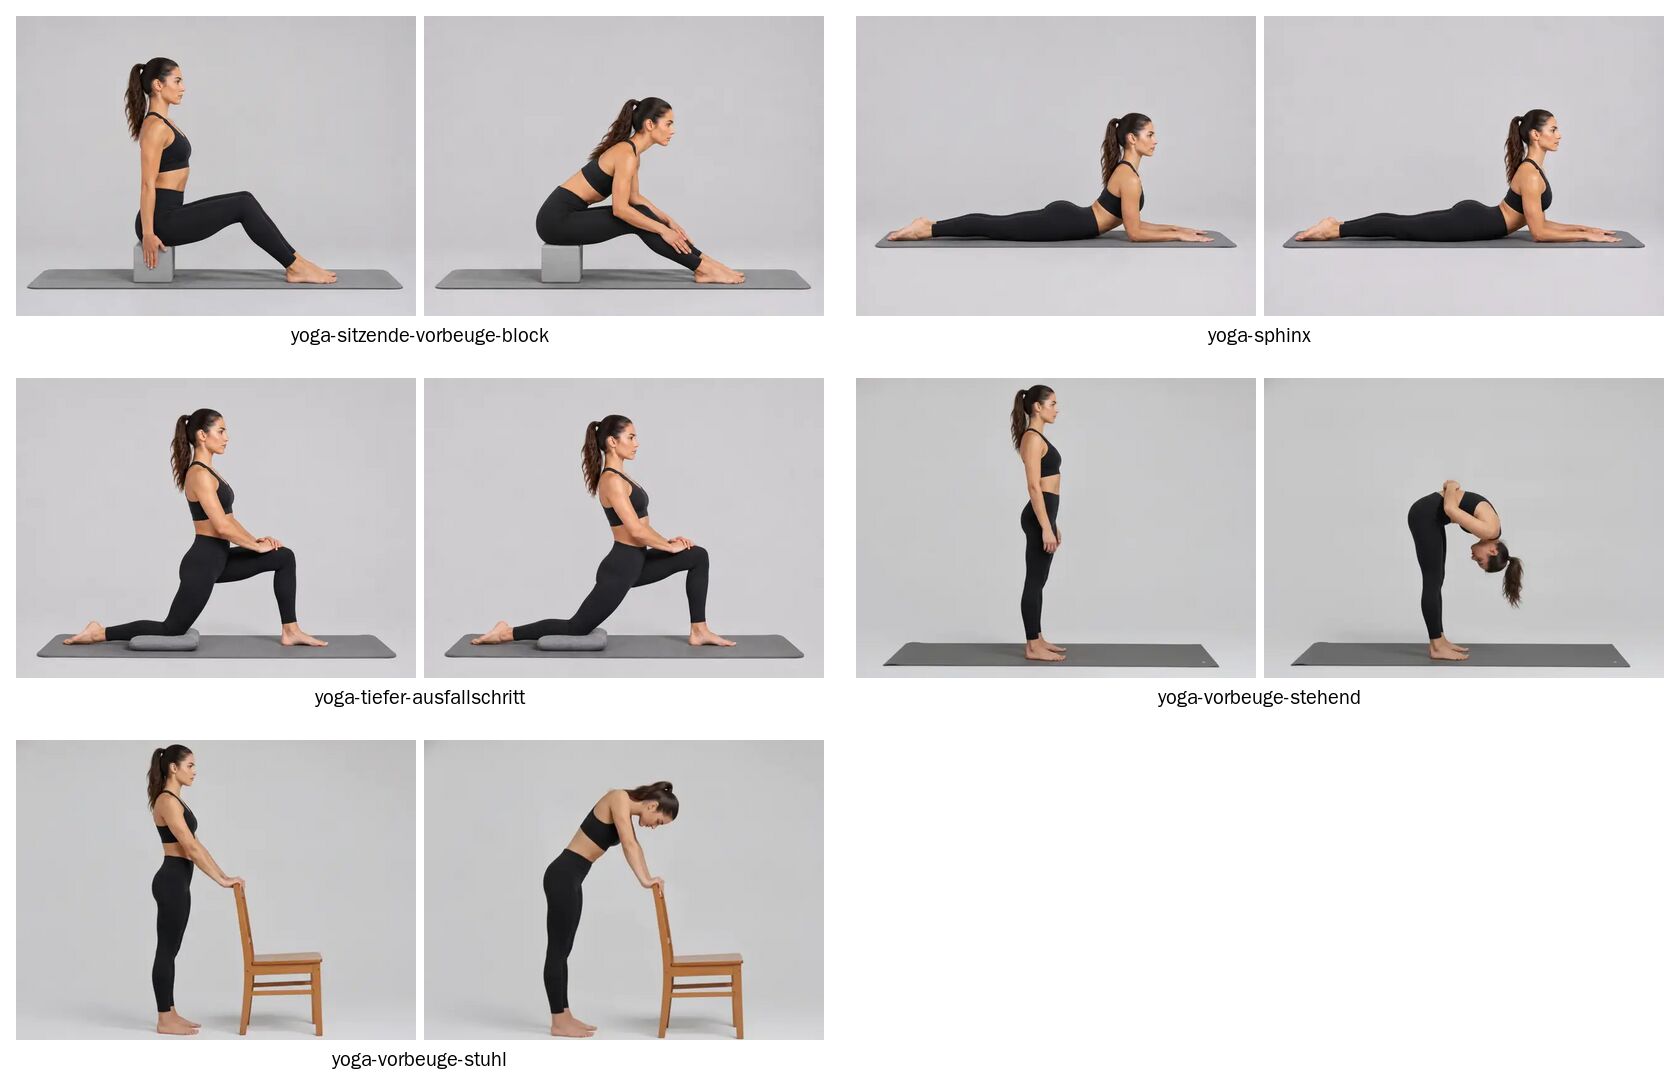 yoga-sitzende-vorbeuge-block
yoga-sphinx
yoga-tiefer-ausfallschritt
yoga-vorbeuge-stehend
yoga-vorbeuge-stuhl